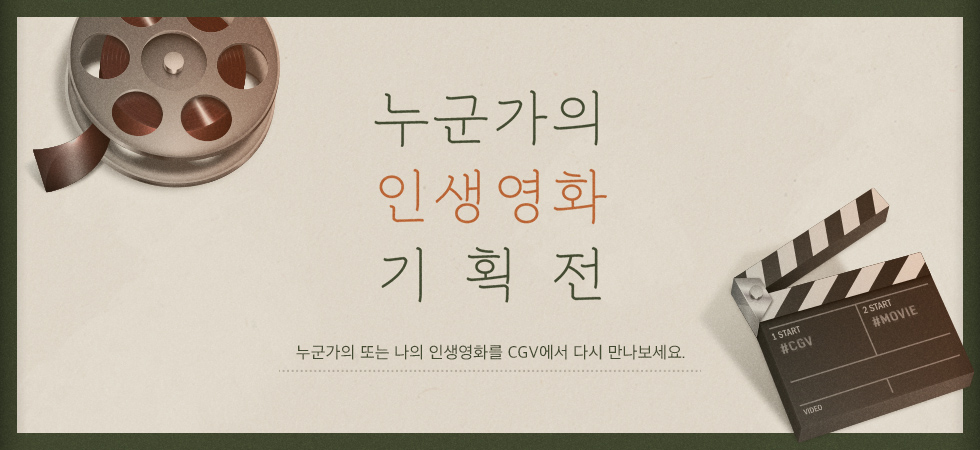 누군가의
인생영화
기 획 전
누군가의 또는 나의 인생영화를 CGV에서 다시 만나보세요.
1 START
#CGV
2 START
#MOVIE
VIDEO